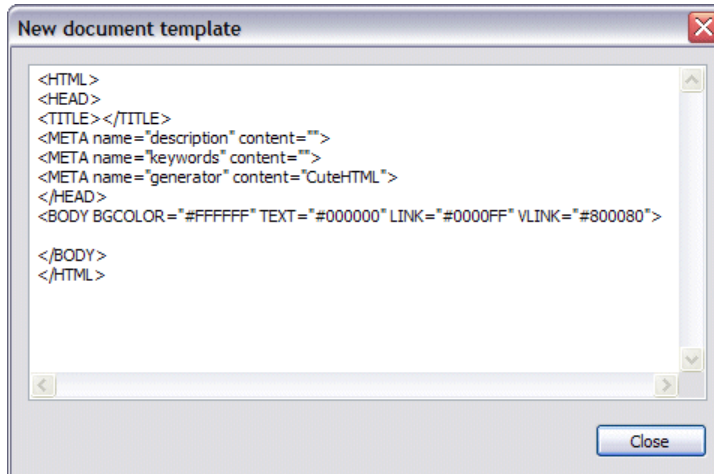 New document template
<HTML>
<HEAD>
<TITLE></TITLE>
<META name="description" content="">
<META name="keywords" content="">
<META name="generator" content="CuteHTML">
</HEAD>
<BODY BGCOLOR="#FFFFFF" TEXT="#000000" LINK="#0000FF" VLINK="#800080">
</BODY>
</HTML>
Close